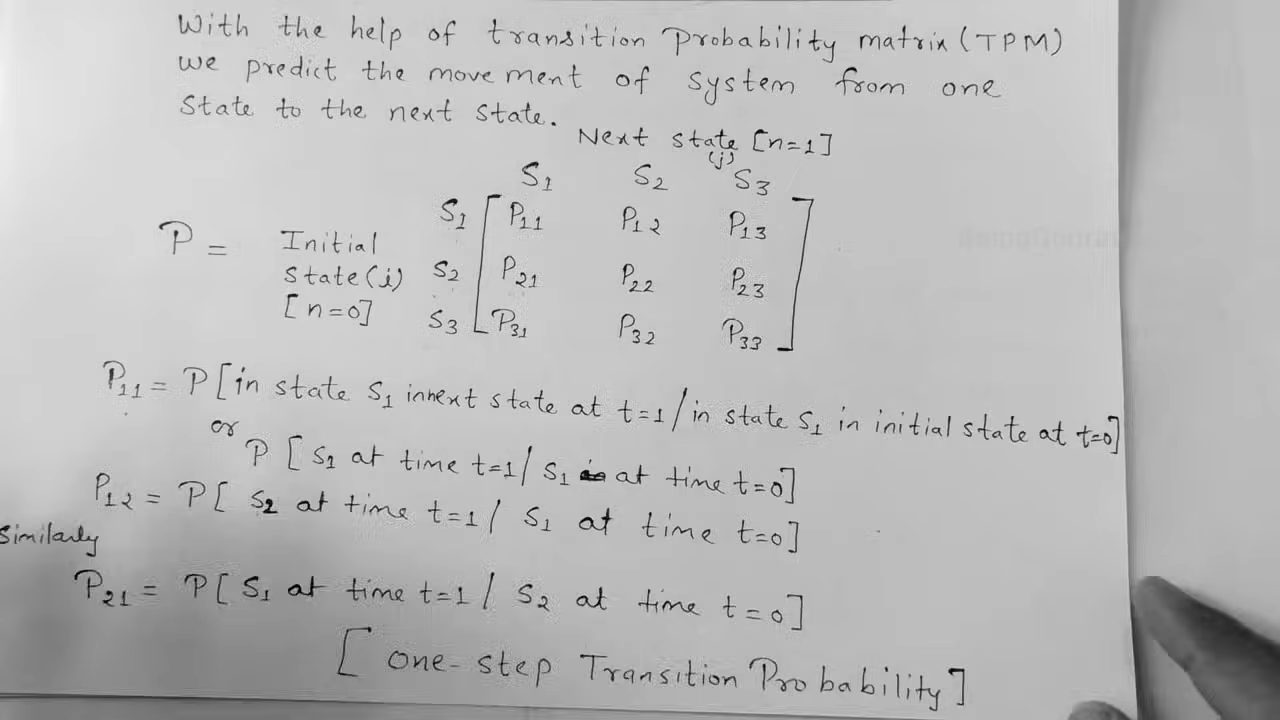 With the help of transition Probability matrix (TPM)
we predict the movement of system from one
State to the next state.
Next state [n=1]
(j)
S1 S2 S3
P = Initial State (i) [n=0]
S1 [ P11 P12 P13 ]
S2 [ P21 P22 P23 ]
S3 [ P31 P32 P33 ]
P11 = P[in state S1 in next state at t=1/in state S1 in initial state at t=0]
or
P [S1 at time t=1/ S1 at time t=0]
P12 = P[ S2 at time t=1/ S1 at time t=0]
Similarly
P21 = P[ S1 at time t=1/ S2 at time t=0]
[ One-step Transition Probability]